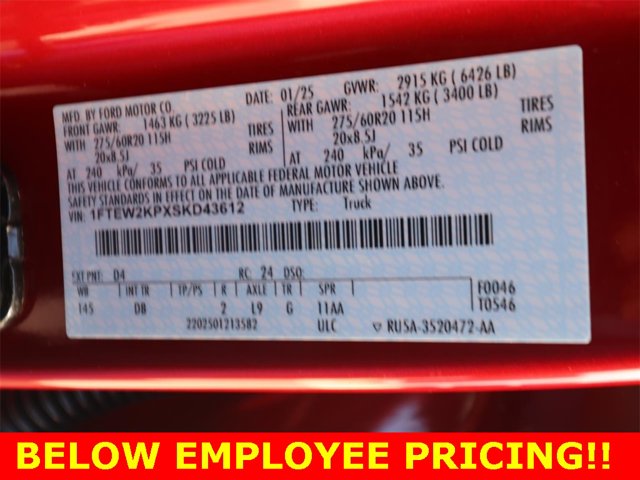 MFD. BY FORD MOTOR CO. DATE: 01/25 GVWR: 2915 KG ( 6426 LB)
FRONT GAWR: 1463 KG ( 3225 LB) REAR GAWR: 1542 KG ( 3400 LB)
WITH 275/60R20 115H TIRES WITH 275/60R20 115H TIRES
20x8.5J RIMS 20x8.5J RIMS
AT 240 kPa/ 35 PSI COLD AT 240 kPa/ 35 PSI COLD
THIS VEHICLE CONFORMS TO ALL APPLICABLE FEDERAL MOTOR VEHICLE
SAFETY STANDARDS IN EFFECT ON THE DATE OF MANUFACTURE SHOWN ABOVE.
VIN: 1FTEW2KPXSKD43612 TYPE: Truck
EXT PNT: D4 RC: 24 DSO: F0046
WB INT TR TP/PS R AXLE TR SPR T0546
145 DB 2 L9 G 11AA
2202501213582 ULC RU5A-3520472-AA
BELOW EMPLOYEE PRICING!!